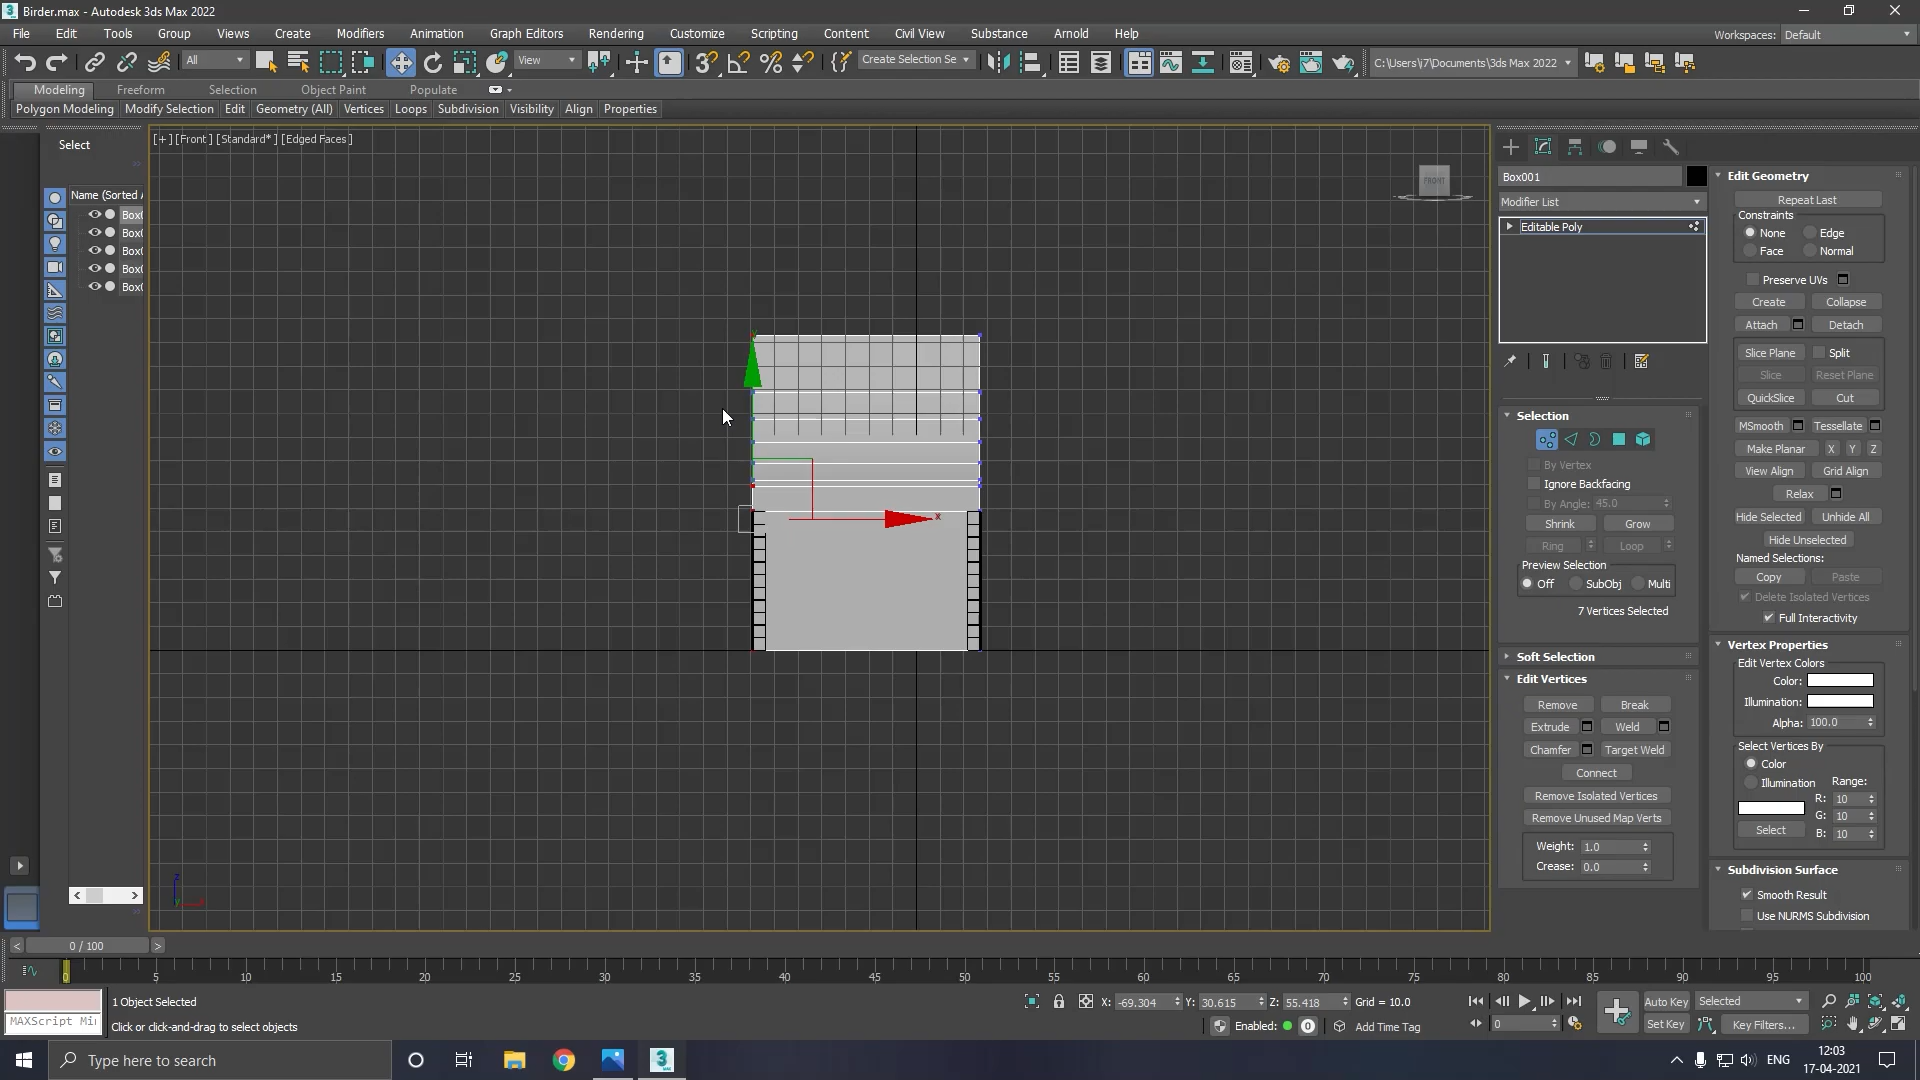 Birder.max - Autodesk 3ds Max 2022
File Edit Tools Group Views Create Modifiers Animation Graph Editors Rendering Customize Scripting Content Civil View Substance Arnold Help
Workspaces: Default
All View Create Selection Se C:\Users\i7\Documents\3ds Max 2022
Modeling Freeform Selection Object Paint Populate
Polygon Modeling Modify Selection Edit Geometry (All) Vertices Loops Subdivision Visibility Align Properties
Select
[+] [Front] [Standard*] [Edged Faces]
Name (Sorted A
Box0
Box0
Box0
Box0
Box0
FRONT
y
x
z
Box001
Modifier List
Editable Poly
Selection
By Vertex
Ignore Backfacing
By Angle: 45.0
Shrink Grow
Ring Loop
Preview Selection
Off SubObj Multi
7 Vertices Selected
Soft Selection
Edit Vertices
Remove Break
Extrude Weld
Chamfer Target Weld
Connect
Remove Isolated Vertices
Remove Unused Map Verts
Weight: 1.0
Crease: 0.0
Edit Geometry
Repeat Last
Constraints
None Edge
Face Normal
Preserve UVs
Create Collapse
Attach Detach
Slice Plane Split
Slice Reset Plane
QuickSlice Cut
MSmooth Tessellate
Make Planar X Y Z
View Align Grid Align
Relax
Hide Selected Unhide All
Hide Unselected
Named Selections:
Copy Paste
Delete Isolated Vertices
Full Interactivity
Vertex Properties
Edit Vertex Colors
Color:
Illumination:
Alpha: 100.0
Select Vertices By
Color
Illumination Range:
R: 10
G: 10
Select B: 10
Subdivision Surface
Smooth Result
Use NURMS Subdivision
< 0 / 100 >
0 5 10 15 20 25 30 35 40 45 50 55 60 65 70 75 80 85 90 95 100
1 Object Selected
MAXScript Mi
Click or click-and-drag to select objects
X: -69.304 Y: 30.615 Z: 55.418 Grid = 10.0
Enabled: 0 Add Time Tag
0
Auto Key Selected
Set Key Key Filters...
Type here to search
ENG 12:03
17-04-2021